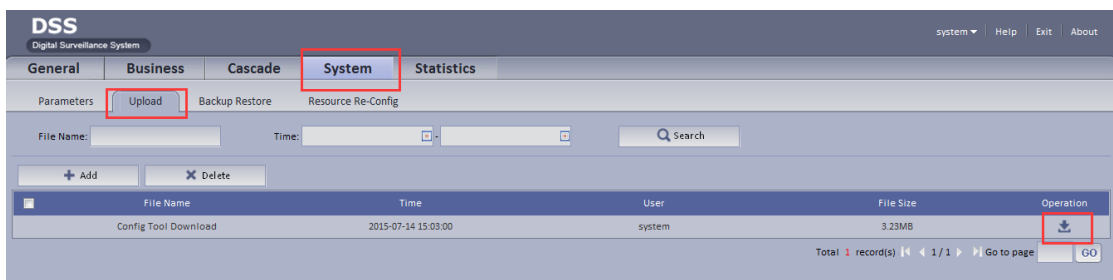 DSS
Digital Surveillance System
system Help Exit About
General Business Cascade System Statistics
Parameters Upload Backup Restore Resource Re-Config
File Name: Time: - Search
Add Delete
File Name Time User File Size Operation
Config Tool Download 2015-07-14 15:03:00 system 3.23MB
Total 1 record(s) 1 / 1 Go to page GO